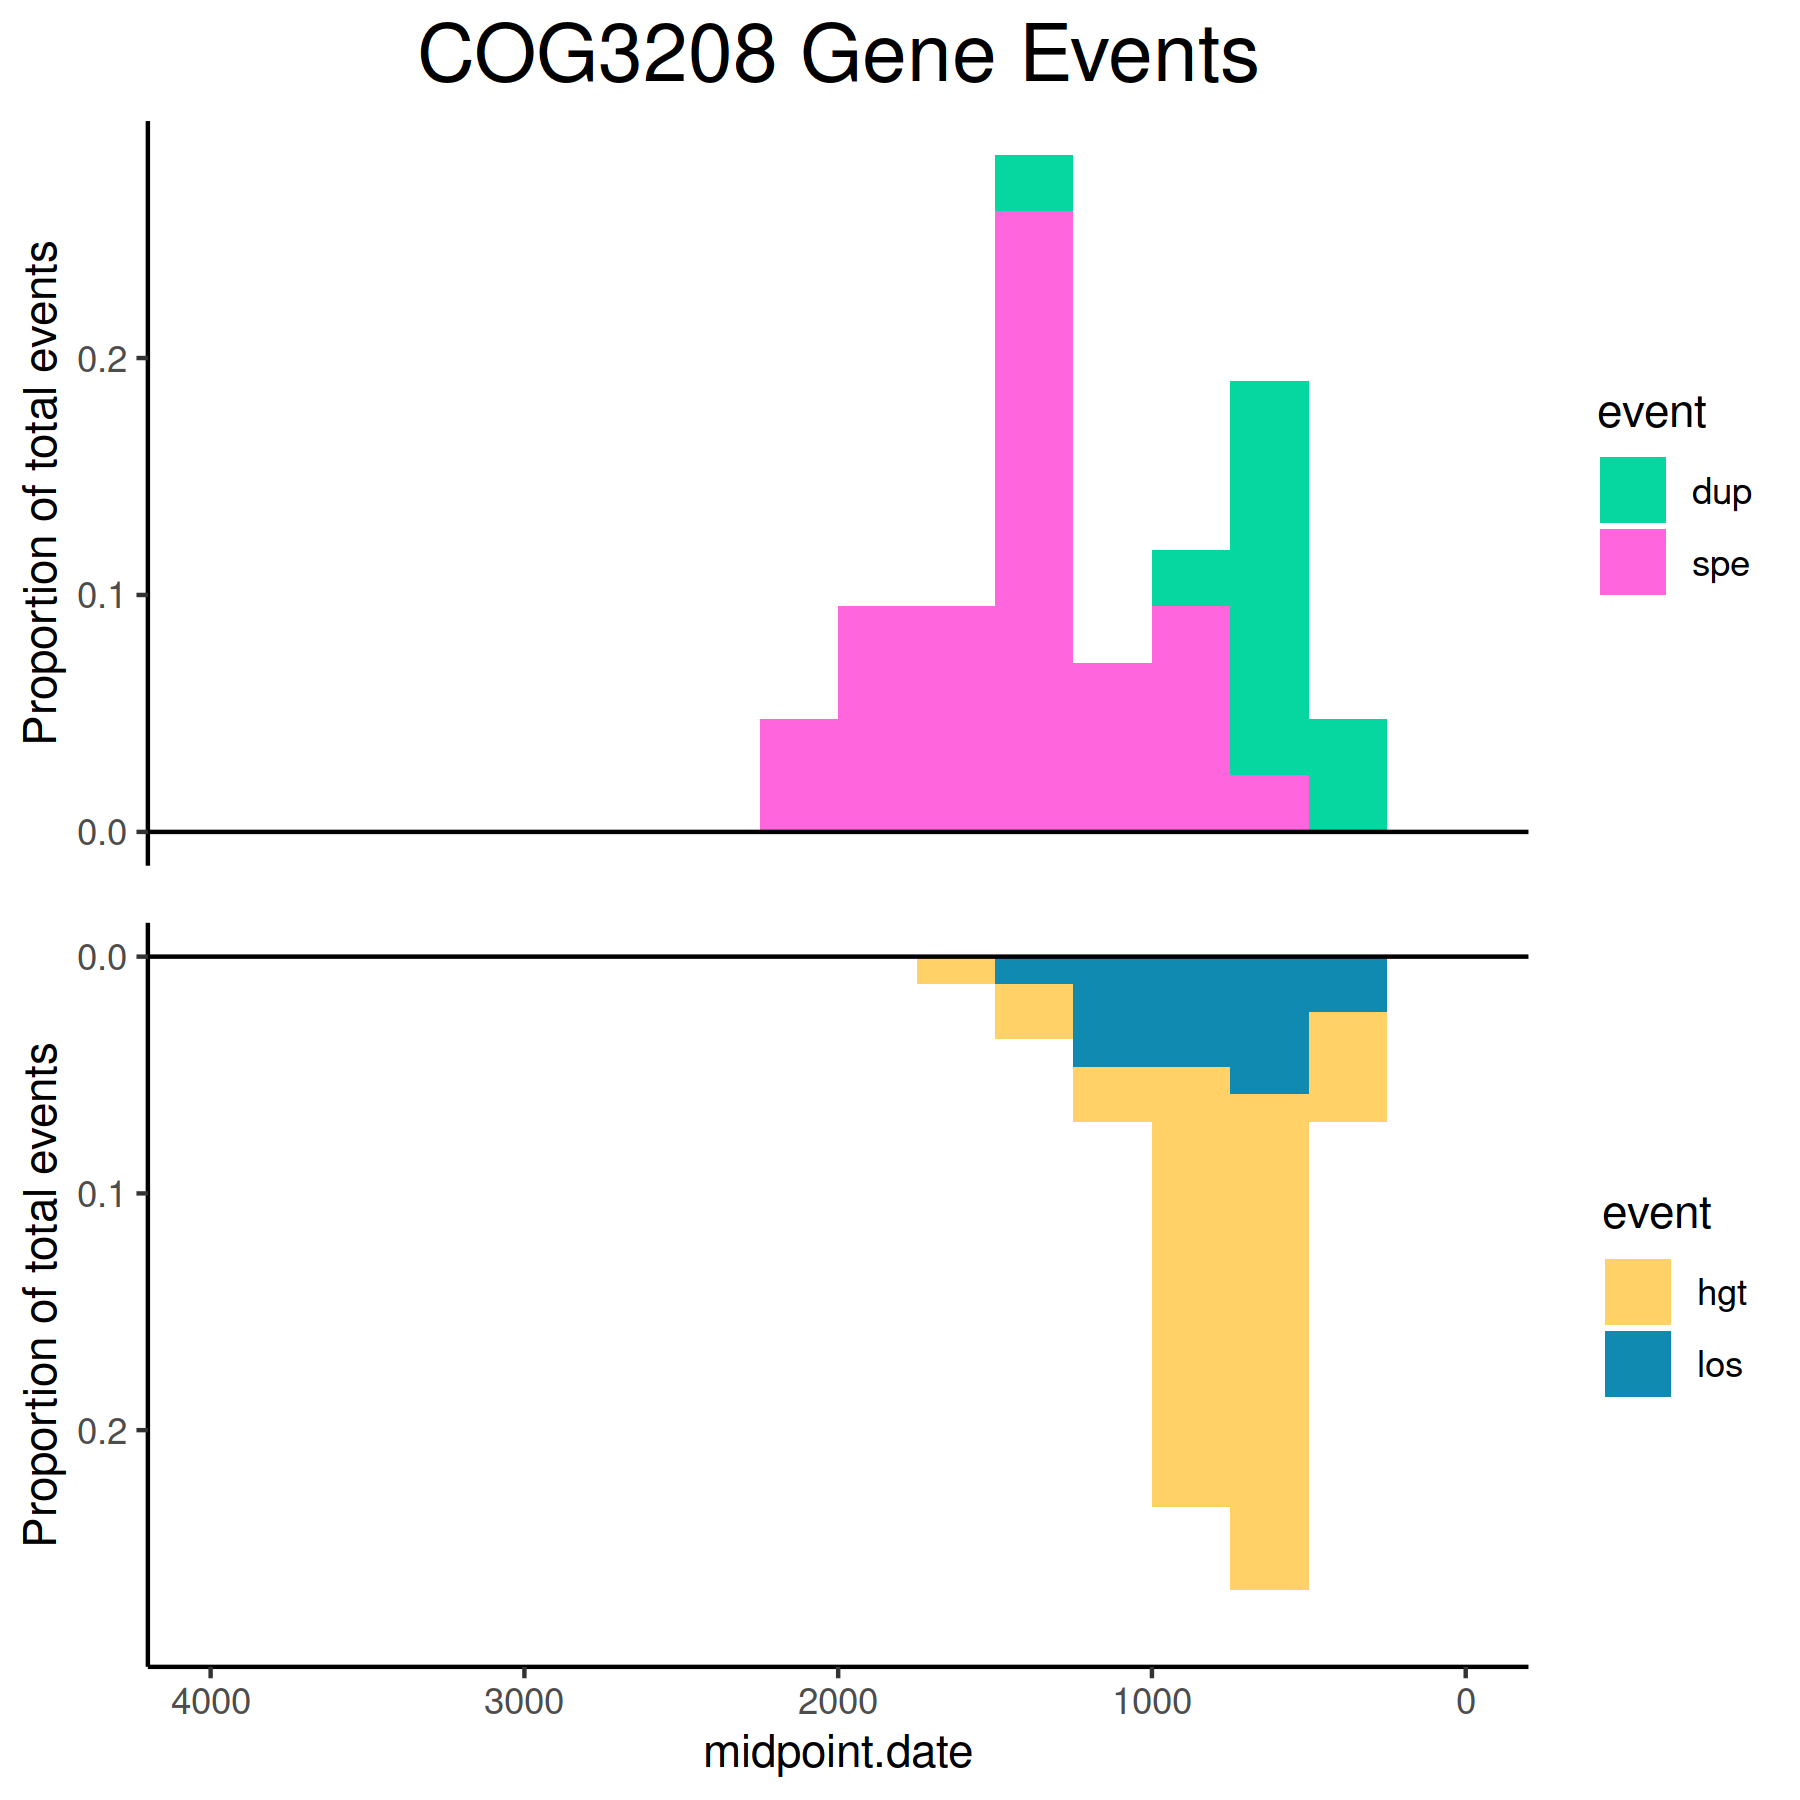 COG3208 Gene Events
Proportion of total events
0.2
0.1
0.0
event
dup
spe
Proportion of total events
0.0
0.1
0.2
event
hgt
los
4000 3000 2000 1000 0
midpoint.date